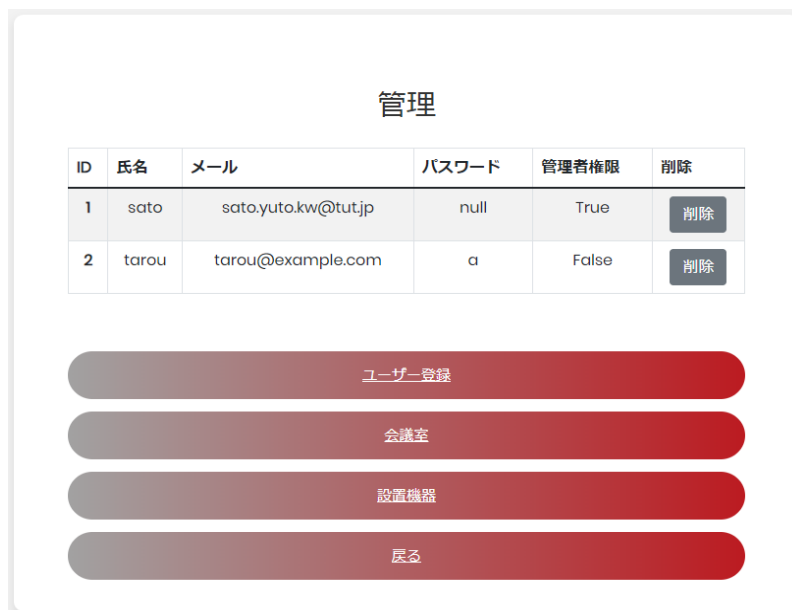 管理
ID 氏名 メール パスワード 管理者権限 削除
1 sato sato.yuto.kw@tut.jp null True 削除
2 tarou tarou@example.com a False 削除
ユーザー登録
会議室
設置機器
戻る